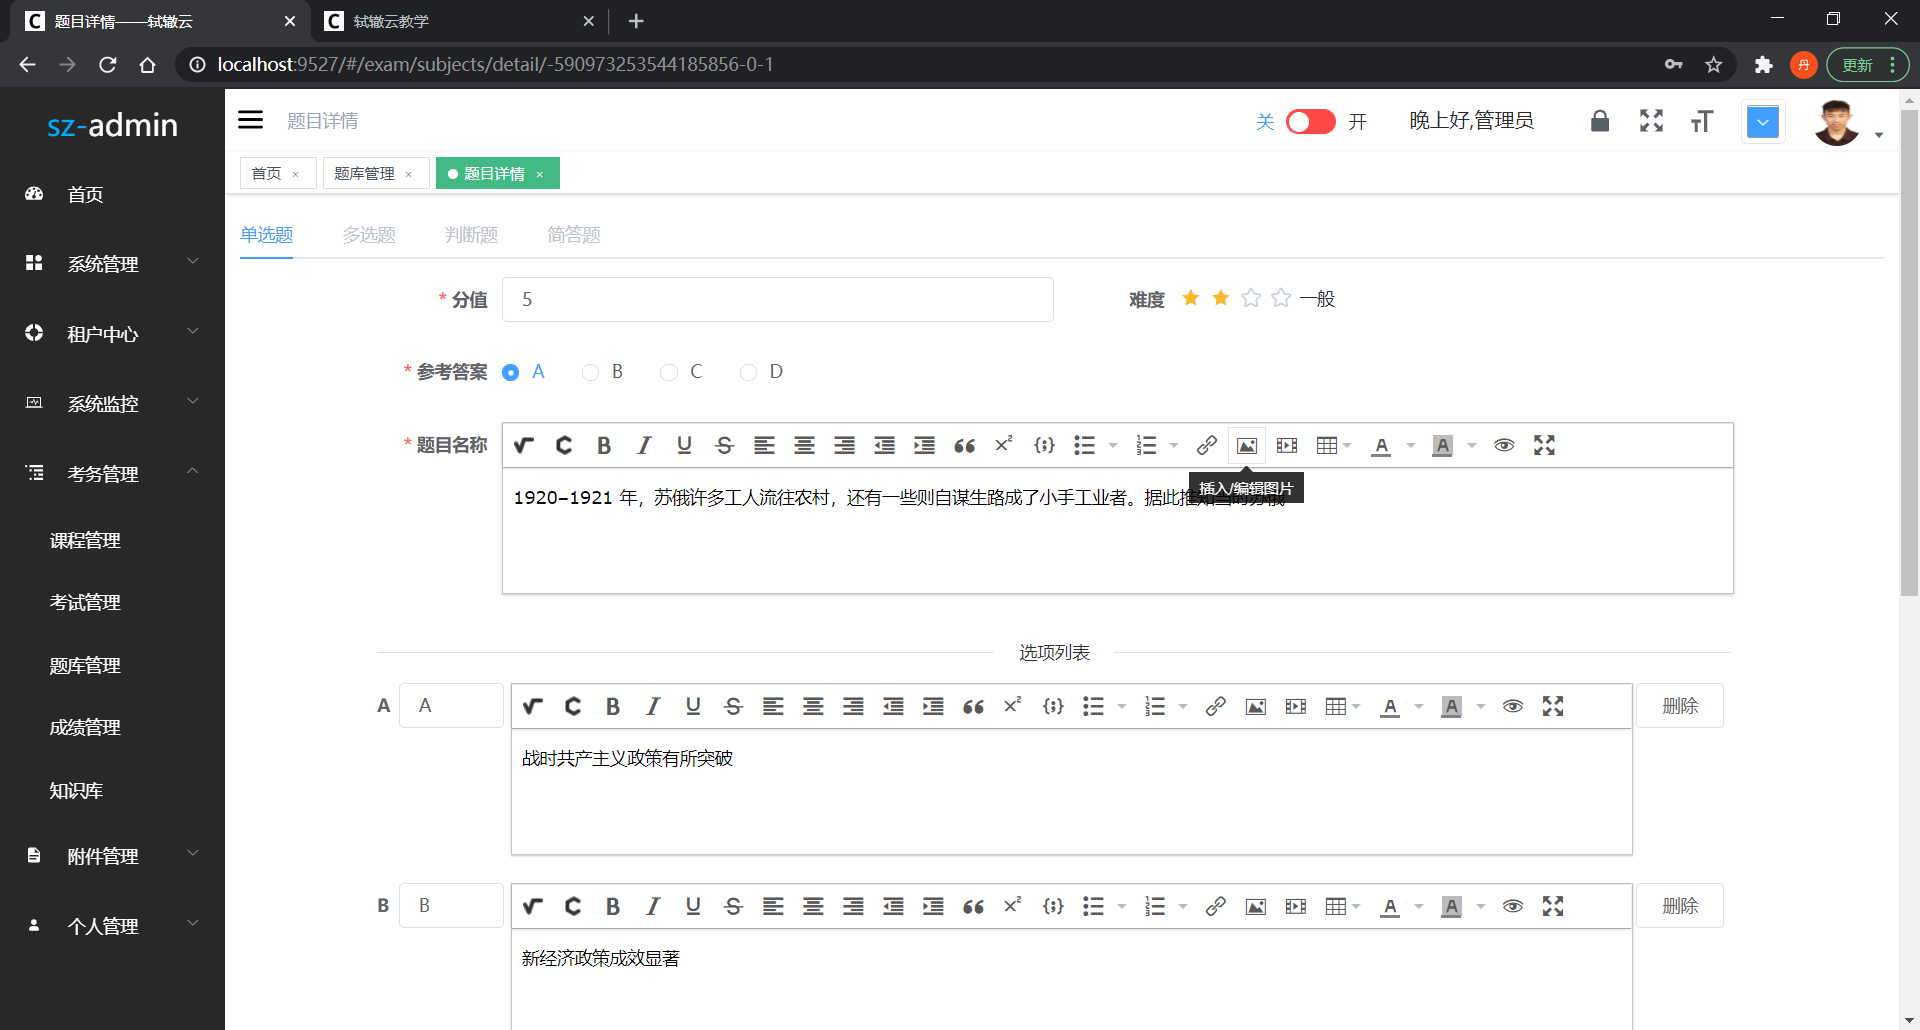 题目详情——轼辙云
轼辙云教学
localhost:9527/#/exam/subjects/detail/-590973253544185856-0-1
丹
更新
sz-admin
题目详情
关
开
晚上好,管理员
首页 ×
题库管理 ×
题目详情 ×
首页
系统管理
租户中心
系统监控
考务管理
课程管理
考试管理
题库管理
成绩管理
知识库
附件管理
个人管理
单选题
多选题
判断题
简答题
* 分值
5
难度
一般
* 参考答案
A
B
C
D
* 题目名称
插入/编辑图片
1920–1921 年，苏俄许多工人流往农村，还有一些则自谋生路成了小手工业者。据此推知当时苏俄
选项列表
A
A
删除
战时共产主义政策有所突破
B
B
删除
新经济政策成效显著